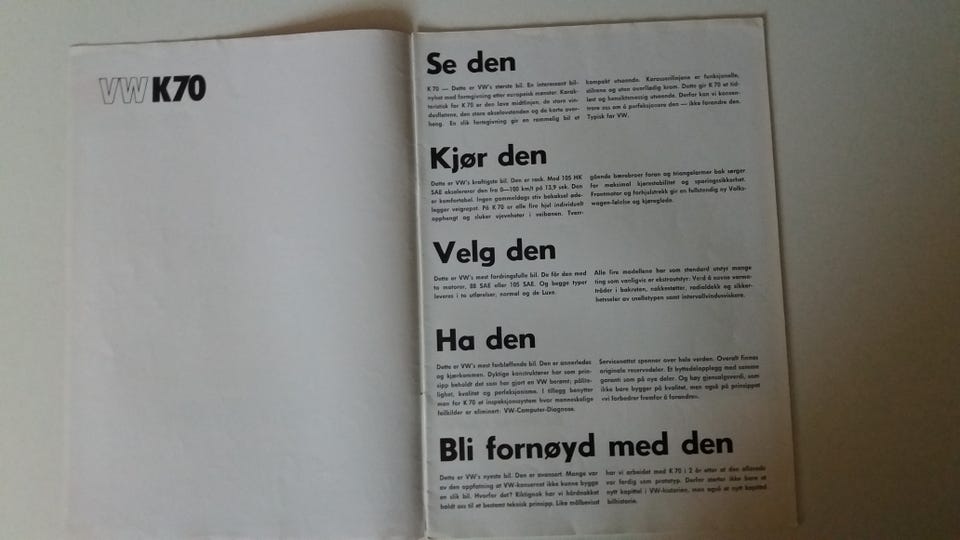 VW K70
Se den
K 70 — Dette er VW's største bil. En interessant bil-
nyhet med formgivning etter europeisk mønster. Karak-
teristisk for K 70 er den lave midtlinjen, de store vin-
dusflatene, den store akselavstanden og de korte over-
heng. En slik formgivning gir en rommelig bil et
kompakt utseende. Karosserilinjene er funksjonelle,
stilrene og uten overflødig krom. Dette gir K 70 et tid-
løst og hensiktsmessig utseende. Derfor kan vi konsen-
trere oss om å perfeksjonere den — ikke forandre den.
Typisk for VW.
Kjør den
Dette er VW's kraftigste bil. Den er rask. Med 105 HK
SAE akselererer den fra 0—100 km/t på 13,9 sek. Den
er komfortabel. Ingen gammeldags stiv bakaksel øde-
legger veigrepet. På K 70 er alle fire hjul individuelt
opphengt og sluker ujevnheter i veibanen. Tverr-
gående bærebroer foran og triangelarmer bak sørger
for maksimal kjørestabilitet og sporingssikkerhet.
Frontmotor og forhjulstrekk gir en fullstendig ny Volks-
wagen-følelse og kjøreglede.
Velg den
Dette er VW's mest fordringsfulle bil. De får den med
to motorer, 88 SAE eller 105 SAE. Og begge typer
leveres i to utførelser, normal og de Luxe.
Alle fire modellene har som standard utstyr mange
ting som vanligvis er ekstrautstyr: Verd å nevne varme-
tråder i bakruten, nakkestøtter, radialdekk og sikker-
hetsseler av rulletypen samt intervallvindusviskere.
Ha den
Dette er VW's mest forbløffende bil. Den er annerledes
og kjørkommen. Dyktige konstruktører har som prin-
sipp beholdt det som har gjort en VW berømt; pålite-
lighet, kvalitet og perfeksjonisme. I tillegg benytter
man for K 70 et inspeksjonssystem hvor menneskelige
feilkilder er eliminert: VW-Computer-Diagnose.
Servicenettet spenner over hele verden. Overalt finnes
originale reservedeler. Et byttedelsopplegg med samme
garanti som på nye deler. Og høy gjensalgsverdi, som
ikke bare bygger på kvalitet, men også på prinsippet
«vi forbedrer fremfor å forandre».
Bli fornøyd med den
Dette er VW's nyeste bil. Den er avansert. Mange var
av den oppfatning at VW-konsernet ikke kunne bygge
en slik bil. Hvorfor det? Riktignok har vi hårdnakket
holdt oss til et bestemt teknisk prinsipp. Like målbevisst
har vi arbeidet med K 70 i 2 år etter at den allerede
var ferdig som prototyp. Derfor starter ikke bare et
nytt kapittel i VW-historien, men også et nytt kapittel
bilhistorie.